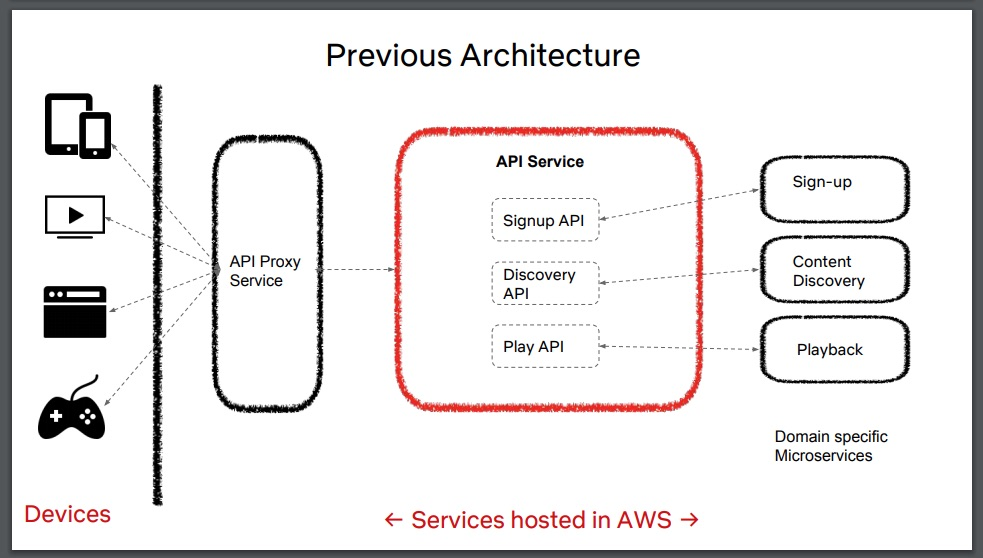 Previous Architecture
API Service
Sign-up
Signup API
API Proxy
Service
Content
Discovery
Discovery
API
Play API
Playback
Domain specific
Microservices
Devices
← Services hosted in AWS →